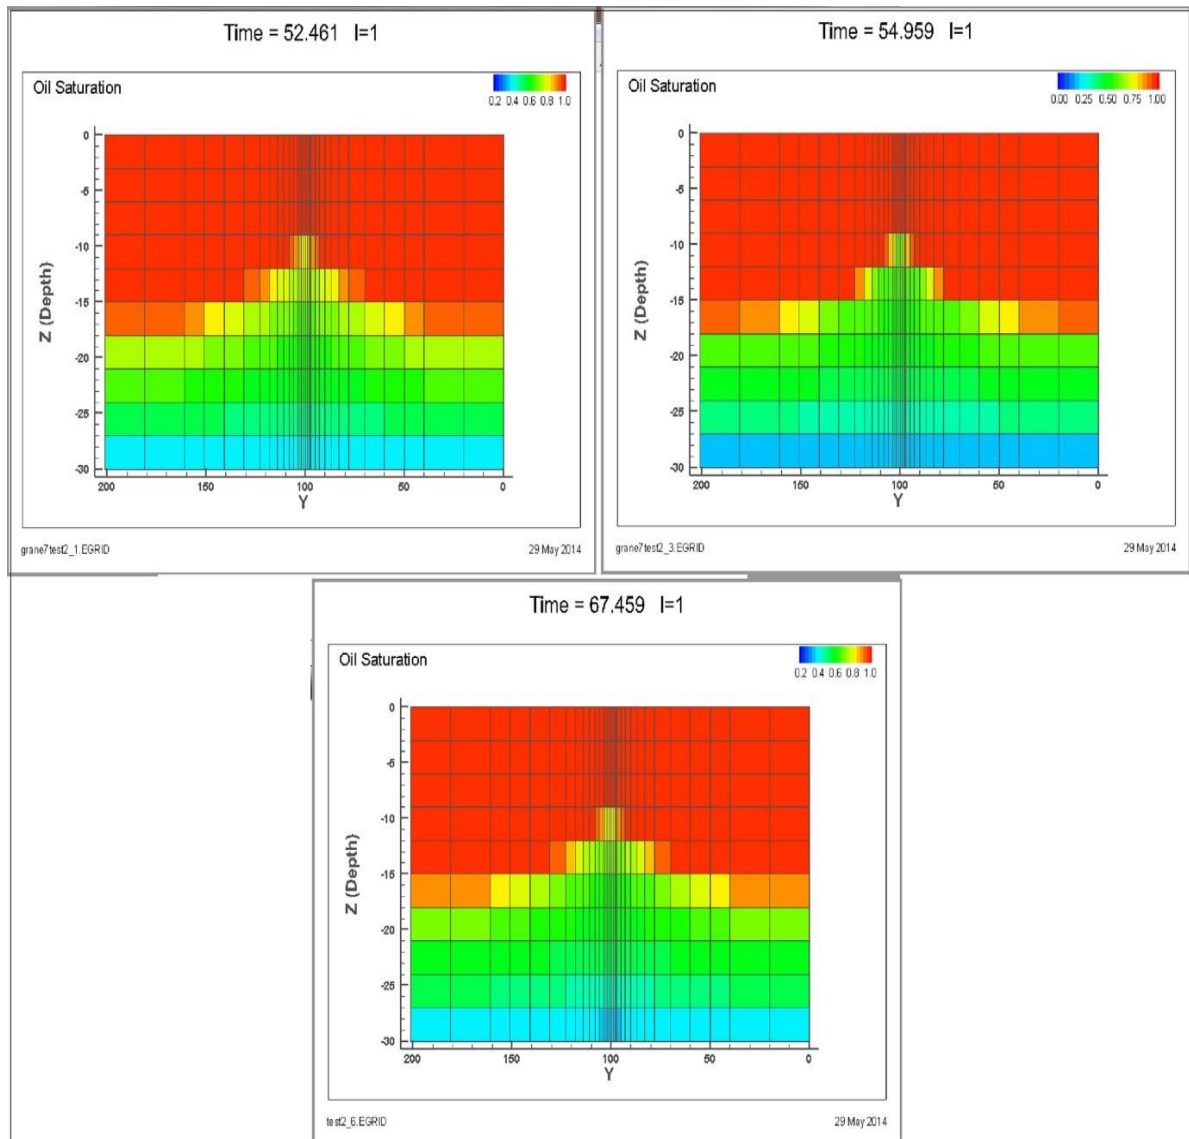 Time = 52.461 I=1
Oil Saturation
0.2 0.4 0.6 0.8 1.0
0
-5
-10
-15
-20
-25
-30
Z (Depth)
200 150 100 50 0
Y
grane7test2_1.EGRID 29 May 2014
Time = 54.959 I=1
Oil Saturation
0.00 0.25 0.50 0.75 1.00
0
-5
-10
-15
-20
-25
-30
Z (Depth)
200 150 100 50 0
Y
grane7test2_3.EGRID 29 May 2014
Time = 67.459 I=1
Oil Saturation
0.2 0.4 0.6 0.8 1.0
0
-5
-10
-15
-20
-25
-30
Z (Depth)
200 150 100 50 0
Y
test2_6.EGRID 29 May 2014